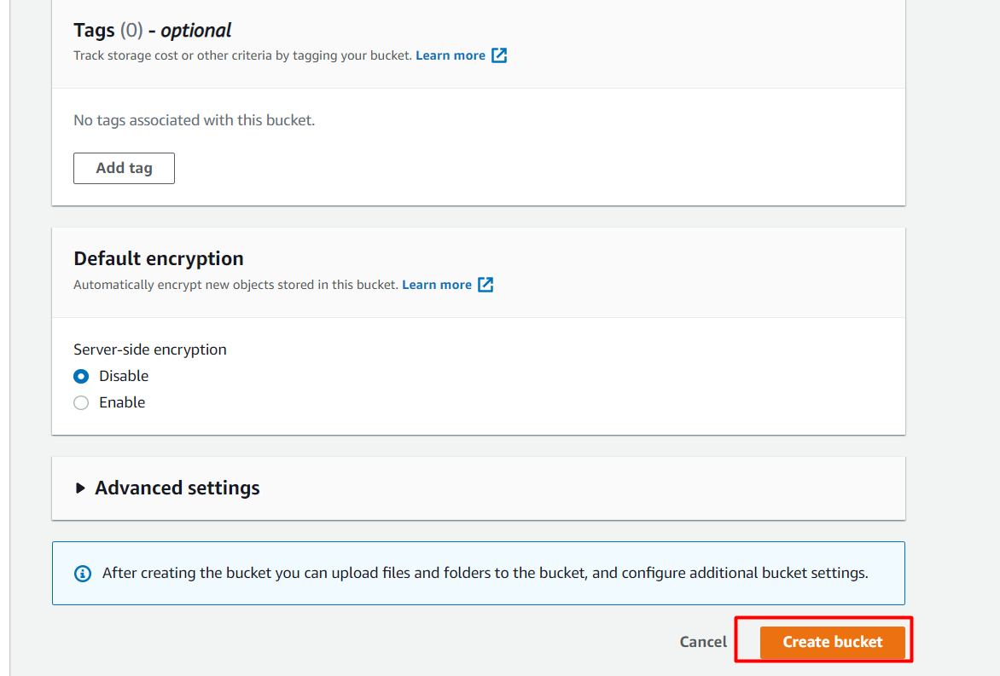 Tags (0) - optional
Track storage cost or other criteria by tagging your bucket. Learn more
No tags associated with this bucket.
Add tag
Default encryption
Automatically encrypt new objects stored in this bucket. Learn more
Server-side encryption
Disable
Enable
Advanced settings
After creating the bucket you can upload files and folders to the bucket, and configure additional bucket settings.
Cancel Create bucket